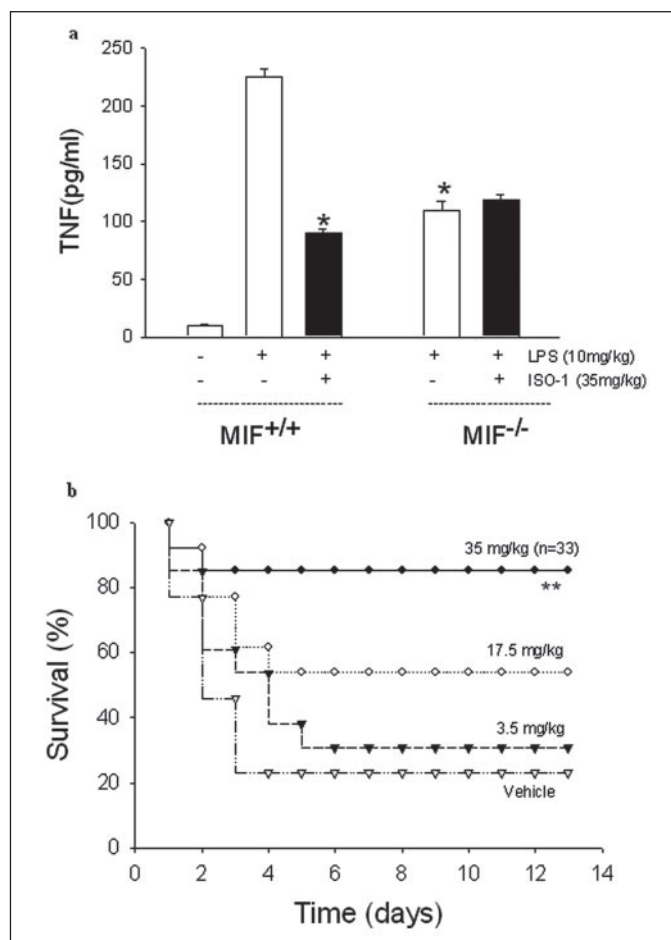 a
250
200
150
100
50
0
TNF(pg/ml)
*
*
- + + + + LPS (10mg/kg)
- - + - + ISO-1 (35mg/kg)
MIF+/+ MIF-/-
b
100
80
60
40
20
0
Survival (%)
35 mg/kg (n=33)
**
17.5 mg/kg
3.5 mg/kg
Vehicle
0 2 4 6 8 10 12 14
Time (days)